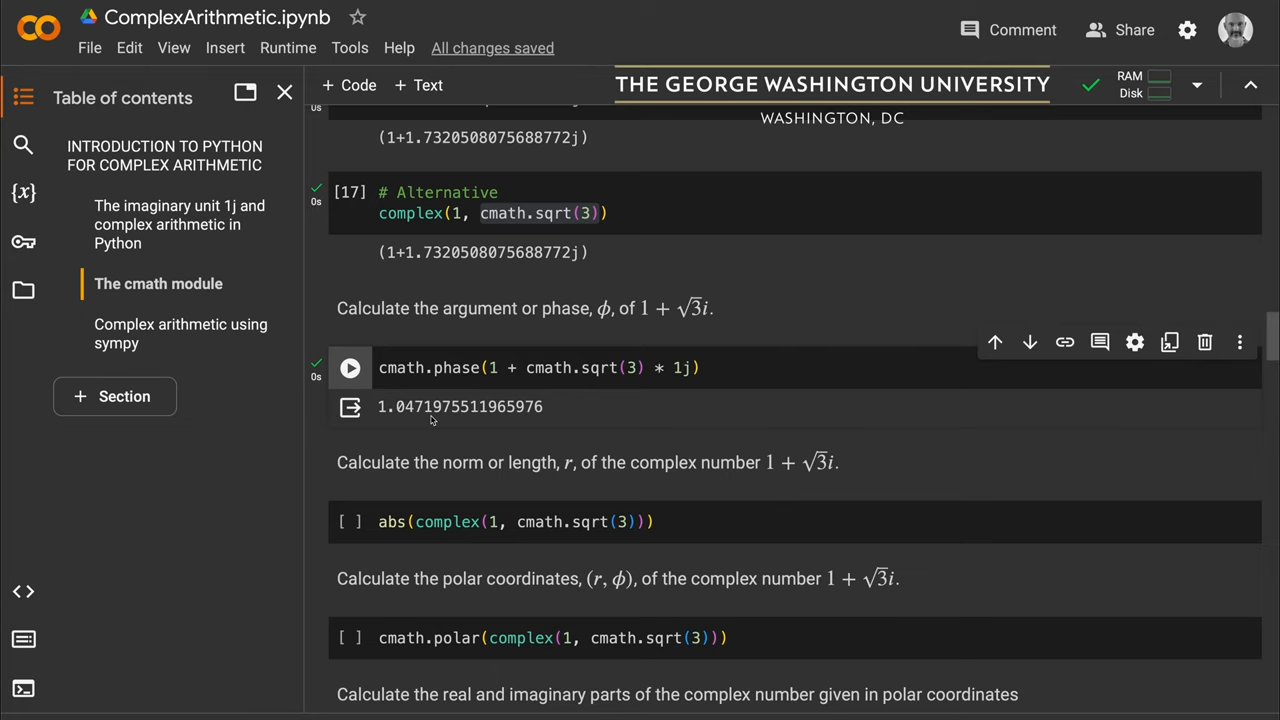 ComplexArithmetic.ipynb
File Edit View Insert Runtime Tools Help All changes saved
Comment Share
+ Code + Text
THE GEORGE WASHINGTON UNIVERSITY
WASHINGTON, DC
RAM
Disk
Table of contents
INTRODUCTION TO PYTHON
FOR COMPLEX ARITHMETIC
The imaginary unit 1j and
complex arithmetic in
Python
The cmath module
Complex arithmetic using
sympy
+ Section
{x}
0s
(1+1.7320508075688772j)
[17] # Alternative
0s
complex(1, cmath.sqrt(3))
(1+1.7320508075688772j)
Calculate the argument or phase, ϕ, of 1 + √3i.
cmath.phase(1 + cmath.sqrt(3) * 1j)
0s
1.0471975511965976
Calculate the norm or length, r, of the complex number 1 + √3i.
[ ] abs(complex(1, cmath.sqrt(3)))
Calculate the polar coordinates, (r, ϕ), of the complex number 1 + √3i.
[ ] cmath.polar(complex(1, cmath.sqrt(3)))
Calculate the real and imaginary parts of the complex number given in polar coordinates